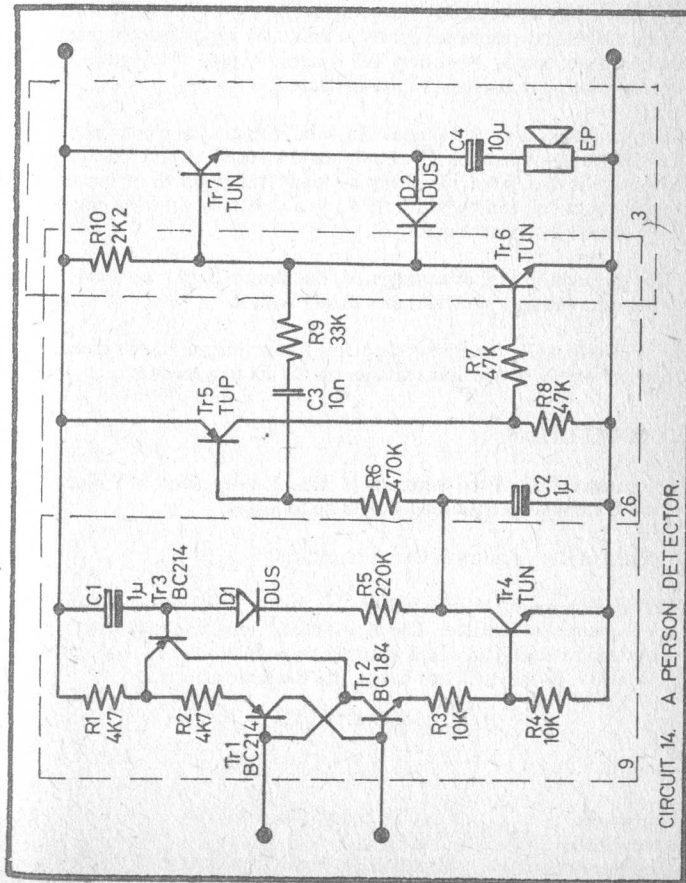 R1
4K7
R2
4K7
Tr1
BC214
R3
10K
R4
10K
9
C1
1µ
Tr3
BC214
D1
DUS
Tr2
BC184
R5
220K
Tr4
TUN
R6
470K
C2
1µ
26
Tr5
TUP
C3
10n
R9
33K
R7
47K
R8
47K
R10
2K2
Tr7
TUN
D2
DUS
Tr6
TUN
3
C4
10µ
EP
CIRCUIT 14. A PERSON DETECTOR.